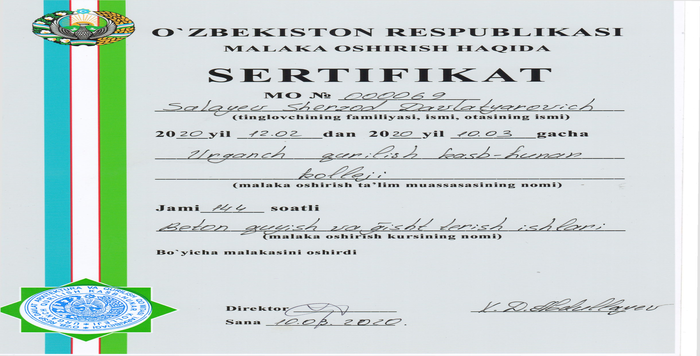 O`ZBEKISTON RESPUBLIKASI
MALAKA OSHIRISH HAQIDA
SERTIFIKAT
MO № 000069
Salayev Sherzod Davlatyarovich
(tinglovchining familiyasi, ismi, otasining ismi)
2020 yil 12.02 dan 2020 yil 10.03 gacha
Urganch qurilish kasb-hunar
kolleji
(malaka oshirish ta'lim muassasasining nomi)
Jami 144 soatli
Beton quyish va g'isht terish ishlari
(malaka oshirish kursining nomi)
Bo`yicha malakasini oshirdi
Direktor
Sana 10.03.2020.